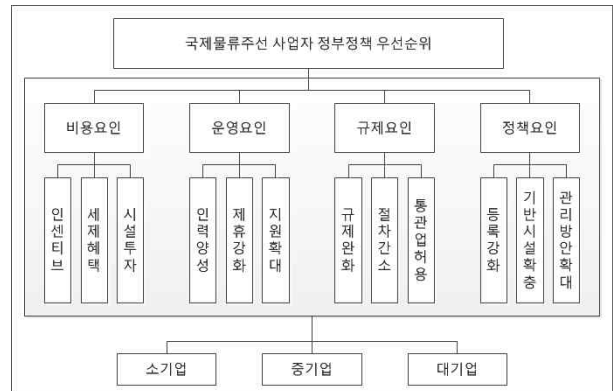 국제물류주선 사업자 정부정책 우선순위
비용요인
운영요인
규제요인
정책요인
인센티브
세제혜택
시설투자
인력양성
제휴강화
지원확대
규제완화
절차간소
통관업허용
등록강화
기반시설확충
관리방안확대
소기업
중기업
대기업